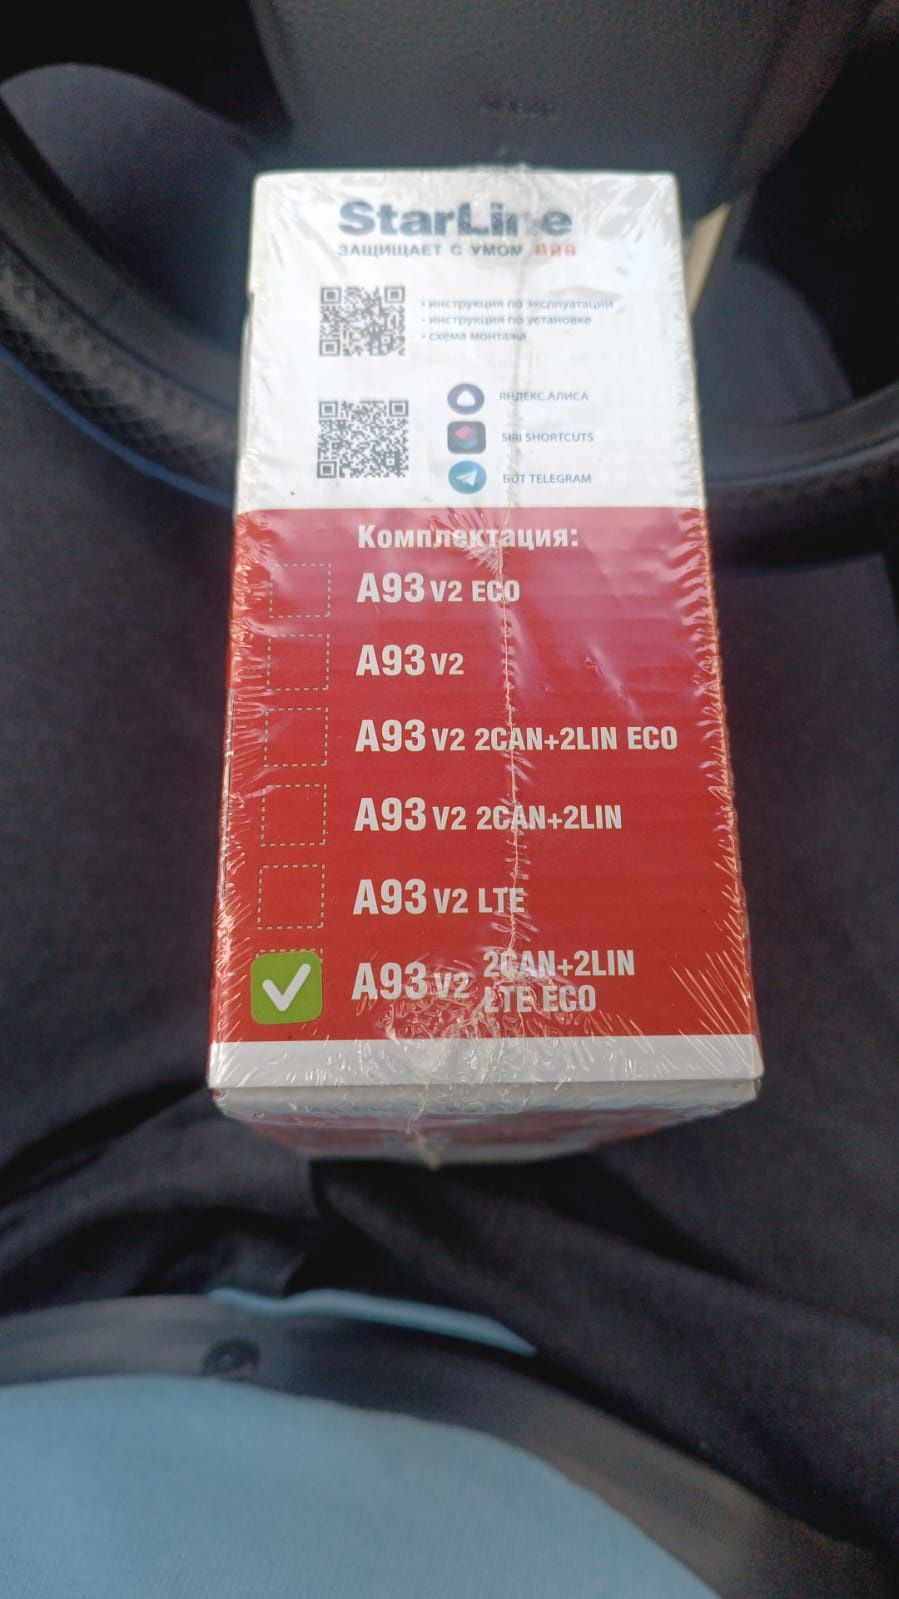 StarLine
ЗАЩИЩАЕТ С УМОМ
• инструкция по эксплуатации
• инструкция по установке
• схема монтажа
ЯНДЕКС.АЛИСА
SIRI SHORTCUTS
БОТ TELEGRAM
Комплектация:
A93 V2 ECO
A93 V2
A93 V2 2CAN+2LIN ECO
A93 V2 2CAN+2LIN
A93 V2 LTE
A93 V2 2CAN+2LIN
LTE ECO